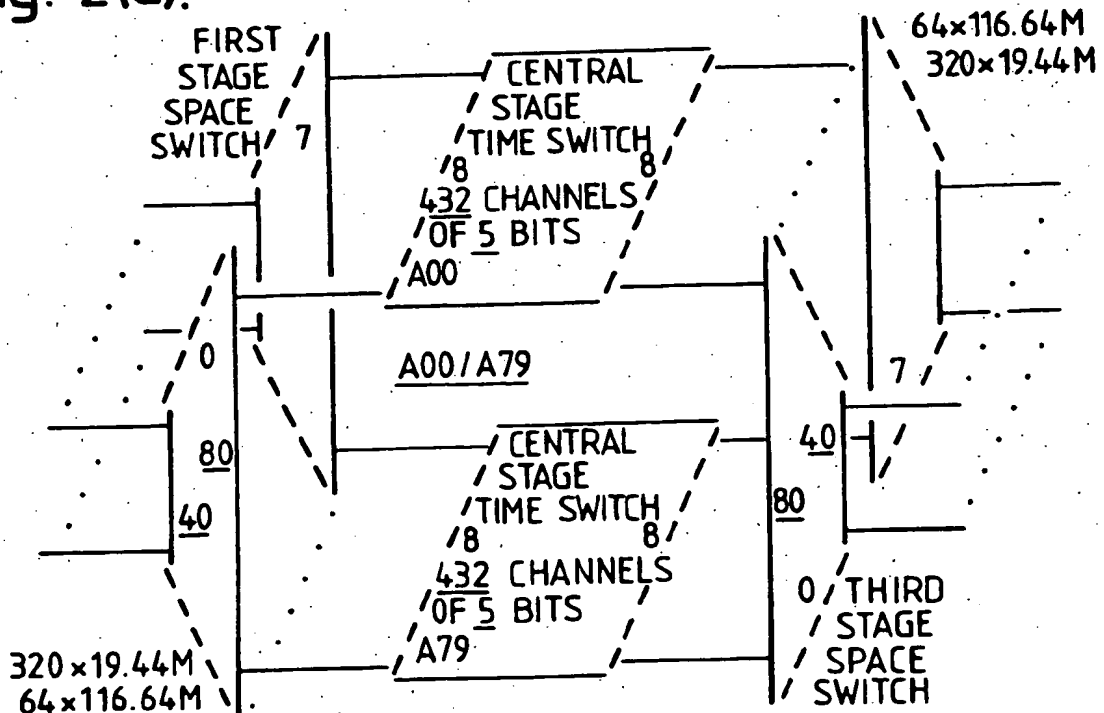 FIRST
STAGE
SPACE
SWITCH
7
CENTRAL
STAGE
TIME SWITCH
8
8
432 CHANNELS
OF 5 BITS
A00
64×116.64M
320×19.44M
0
A00/A79
7
80
40
CENTRAL
STAGE
TIME SWITCH
8
8
432 CHANNELS
OF 5 BITS
A79
40
80
0
THIRD
STAGE
SPACE
SWITCH
320×19.44M
64×116.64M